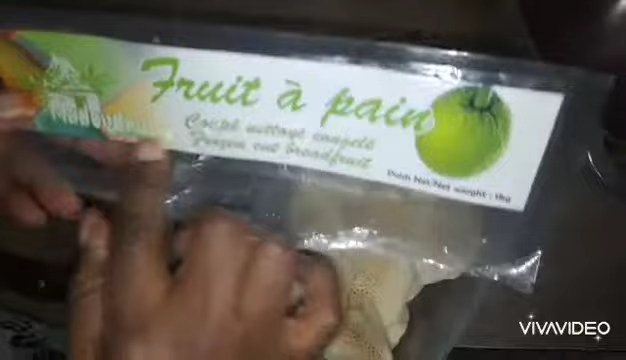 Fruit à pain
Coupé nettoyé congelé
Frozen cut breadfruit
Poids Net/Net weight : 1kg
VIVAVIDEO